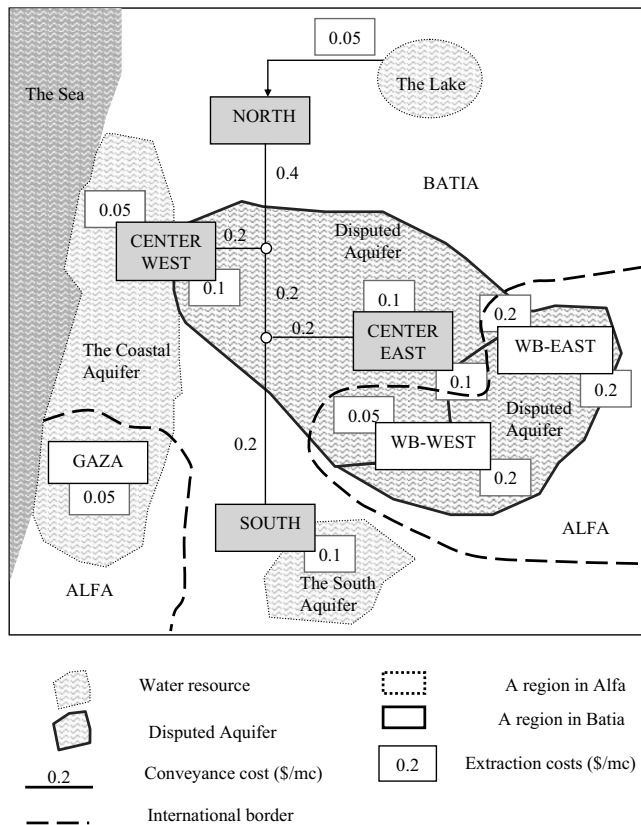 0.05
The Sea
The Lake
NORTH
0.4
BATIA
0.05
Disputed
Aquifer
CENTER
WEST
0.2
0.1
0.1
0.2
0.2
0.2
CENTER
EAST
WB-EAST
The Coastal
Aquifer
0.1
0.2
0.05
Disputed
Aquifer
0.2
WB-WEST
GAZA
0.2
0.05
SOUTH
0.1
ALFA
The South
Aquifer
ALFA
Water resource
A region in Alfa
Disputed Aquifer
A region in Batia
0.2
Conveyance cost ($/mc)
0.2
Extraction costs ($/mc)
International border